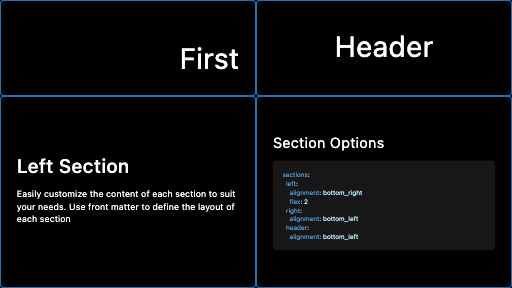 First
Header
Left Section
Easily customize the content of each section to suit
your needs. Use front matter to define the layout of
each section
Section Options
sections:
  left:
    alignment: bottom_right
    flex: 2
  right:
    alignment: bottom_left
  header:
    alignment: bottom_left